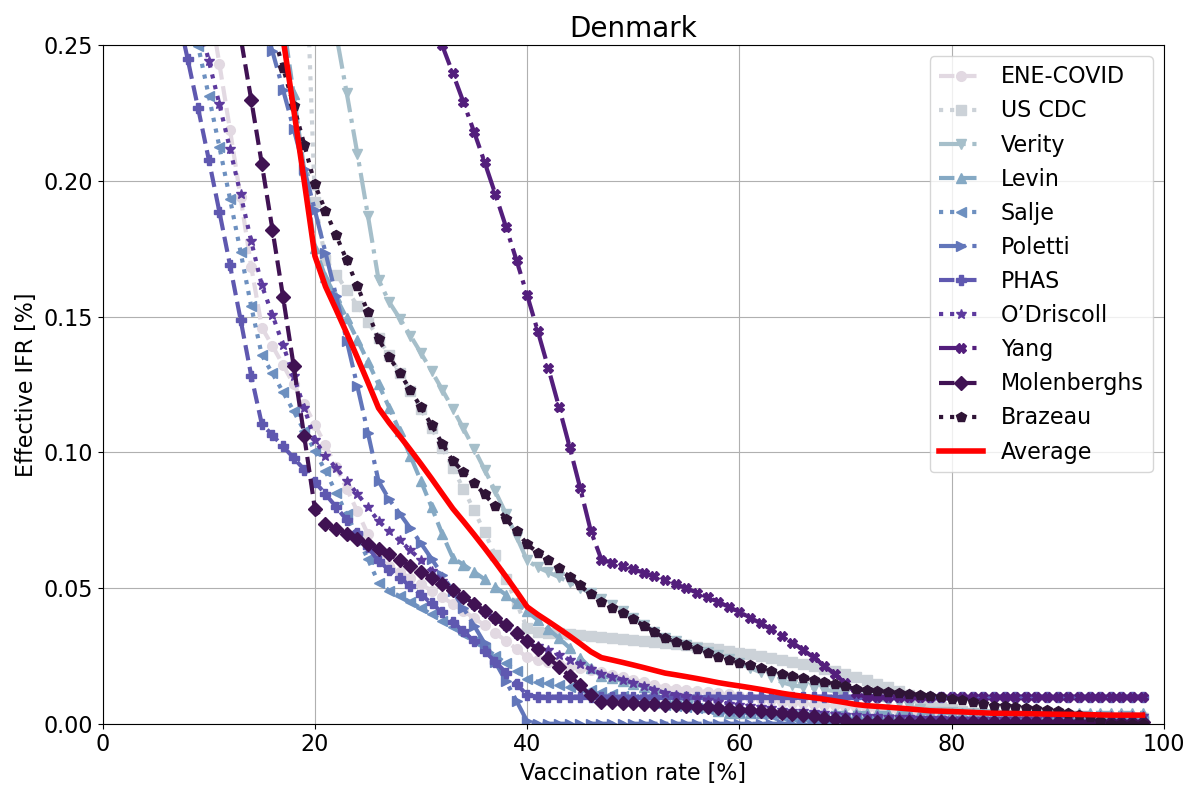 Denmark
Effective IFR [%]
0.25
0.20
0.15
0.10
0.05
0.00
0
20
40
60
80
100
Vaccination rate [%]
ENE-COVID
US CDC
Verity
Levin
Salje
Poletti
PHAS
O’Driscoll
Yang
Molenberghs
Brazeau
Average